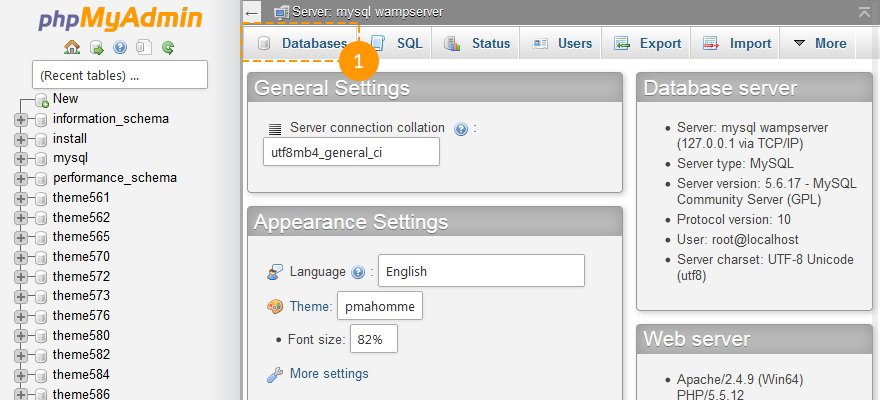 phpMyAdmin
(Recent tables) ...
New
information_schema
install
mysql
performance_schema
theme561
theme562
theme565
theme570
theme572
theme573
theme576
theme580
theme582
theme584
theme586
Server: mysql wampserver
Databases
SQL
Status
Users
Export
Import
More
1
General Settings
Server connection collation :
utf8mb4_general_ci
Appearance Settings
Language :
English
Theme:
pmahomme
Font size:
82%
More settings
Database server
Server: mysql wampserver
(127.0.0.1 via TCP/IP)
Server type: MySQL
Server version: 5.6.17 - MySQL
Community Server (GPL)
Protocol version: 10
User: root@localhost
Server charset: UTF-8 Unicode
(utf8)
Web server
Apache/2.4.9 (Win64)
PHP/5.5.12